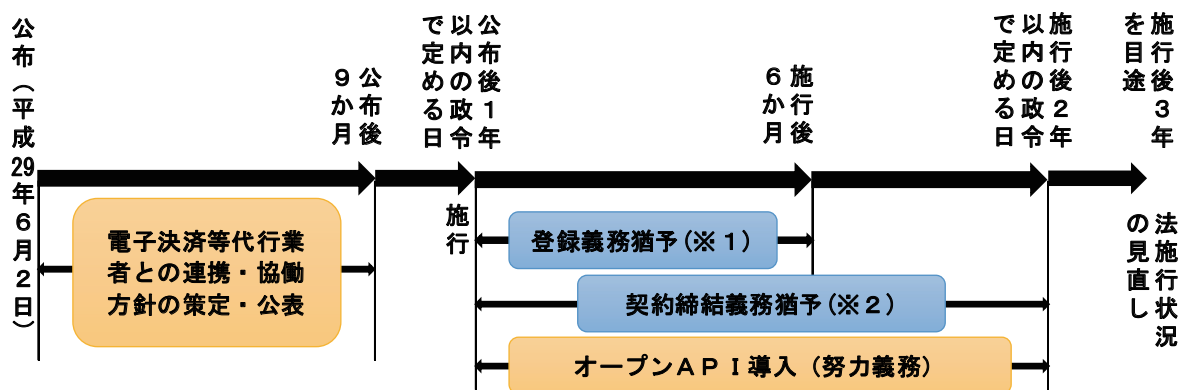 公布（平成29年６月２日）
公布後
９か月
公布後１年
以内の政令
で定める日
施行後
６か月
施行後２年
以内の政令
で定める日
施行後３年
を目途
電子決済等代行業
者との連携・協働
方針の策定・公表
施行
登録義務猶予(※１)
契約締結義務猶予(※２)
オープンＡＰＩ導入（努力義務）
法施行状況
の見直し